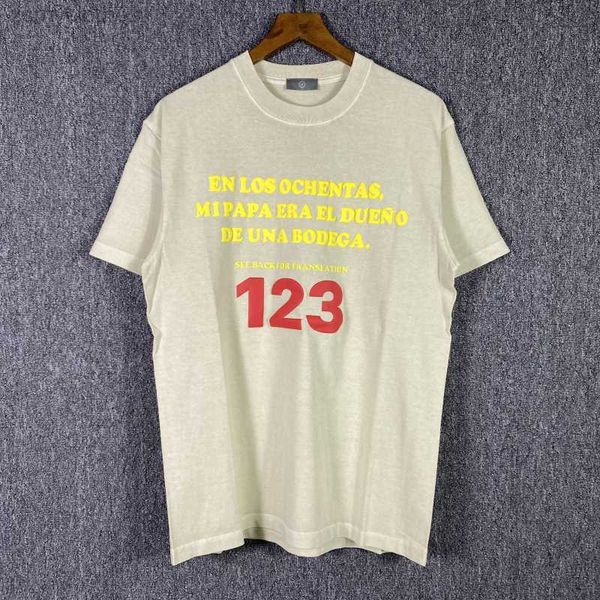 EN LOS OCHENTAS,
MI PAPA ERA EL DUEÑO
DE UNA BODEGA.
SEE BACK FOR TRANSLATION
123